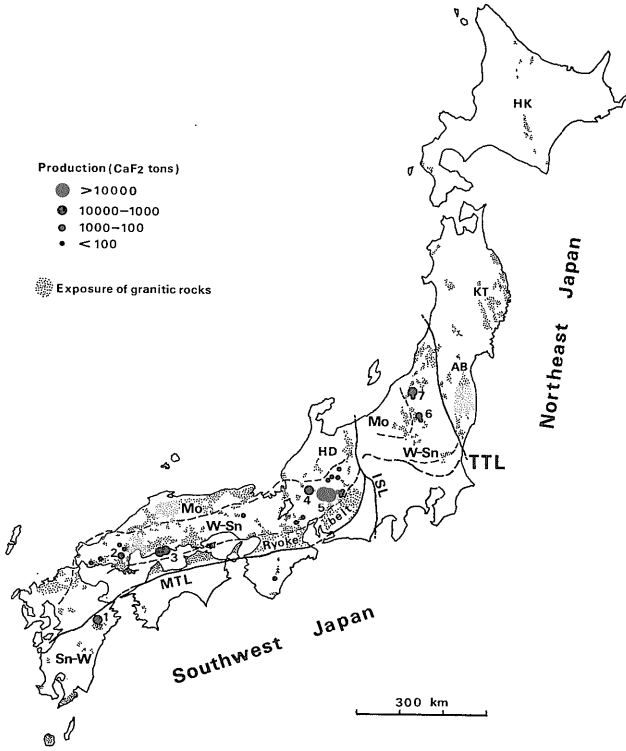 HK
Production (CaF2 tons)
>10000
10000–1000
1000–100
<100
Exposure of granitic rocks
KT
Northeast Japan
AB
7
6
Mo
W-Sn
TTL
HD
ISL
4
5
8
Mo
W-Sn
Ryoke belt
2
3
MTL
1
Sn-W
Southwest Japan
300 km